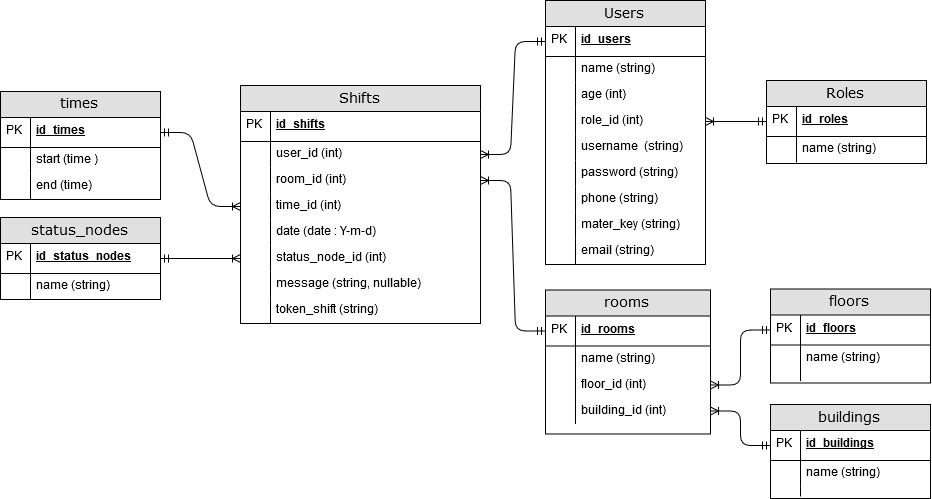 times
PK id_times
start (time )
end (time)
status_nodes
PK id_status_nodes
name (string)
Shifts
PK id_shifts
user_id (int)
room_id (int)
time_id (int)
date (date : Y-m-d)
status_node_id (int)
message (string, nullable)
token_shift (string)
Users
PK id_users
name (string)
age (int)
role_id (int)
username (string)
password (string)
phone (string)
mater_key (string)
email (string)
Roles
PK id_roles
name (string)
rooms
PK id_rooms
name (string)
floor_id (int)
building_id (int)
floors
PK id_floors
name (string)
buildings
PK id_buildings
name (string)